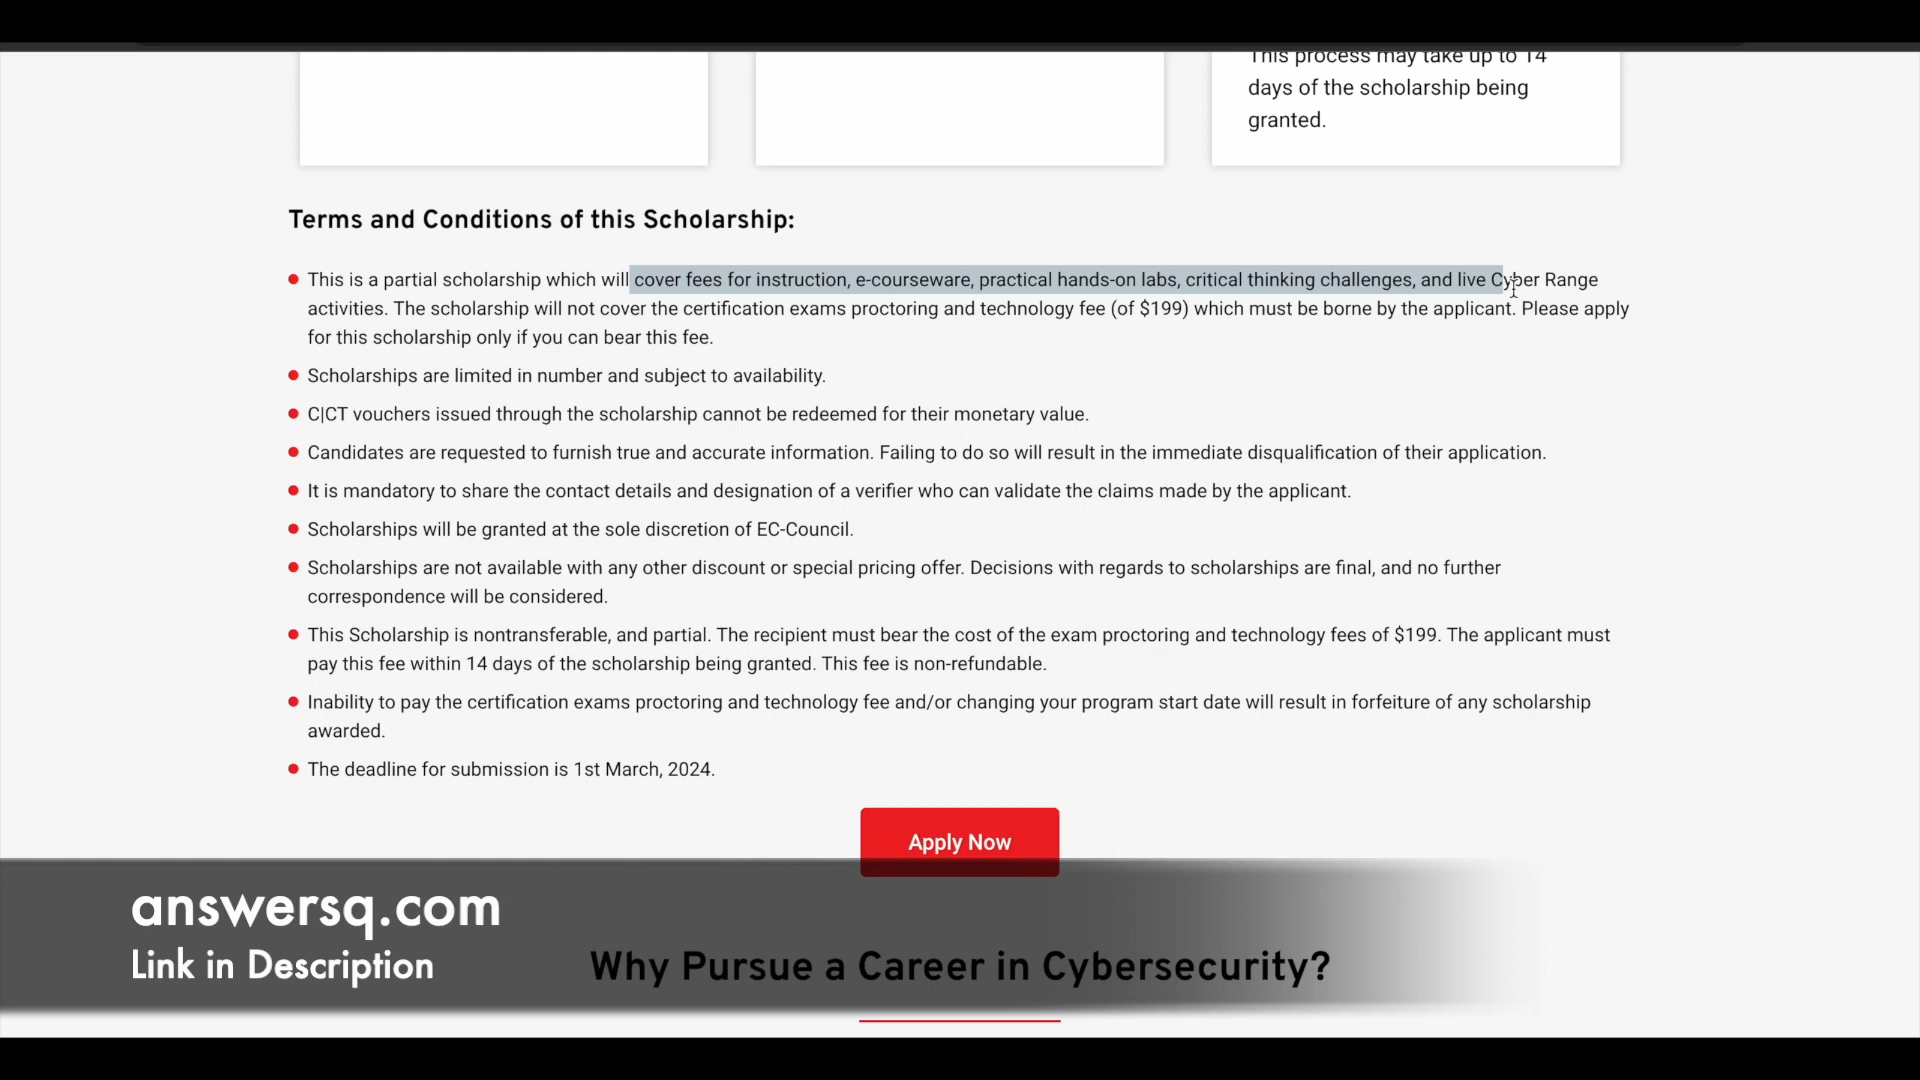 This process may take up to 14
days of the scholarship being
granted.
Terms and Conditions of this Scholarship:
This is a partial scholarship which will cover fees for instruction, e-courseware, practical hands-on labs, critical thinking challenges, and live Cyber Range
activities. The scholarship will not cover the certification exams proctoring and technology fee (of $199) which must be borne by the applicant. Please apply
for this scholarship only if you can bear this fee.
Scholarships are limited in number and subject to availability.
C|CT vouchers issued through the scholarship cannot be redeemed for their monetary value.
Candidates are requested to furnish true and accurate information. Failing to do so will result in the immediate disqualification of their application.
It is mandatory to share the contact details and designation of a verifier who can validate the claims made by the applicant.
Scholarships will be granted at the sole discretion of EC-Council.
Scholarships are not available with any other discount or special pricing offer. Decisions with regards to scholarships are final, and no further
correspondence will be considered.
This Scholarship is nontransferable, and partial. The recipient must bear the cost of the exam proctoring and technology fees of $199. The applicant must
pay this fee within 14 days of the scholarship being granted. This fee is non-refundable.
Inability to pay the certification exams proctoring and technology fee and/or changing your program start date will result in forfeiture of any scholarship
awarded.
The deadline for submission is 1st March, 2024.
Apply Now
answersq.com
Link in Description
Why Pursue a Career in Cybersecurity?